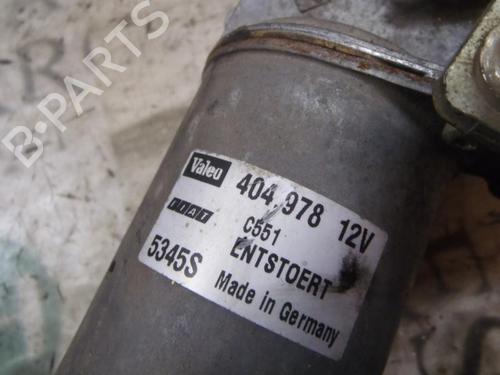 B-PARTS
Valeo 404.978 12V
FIAT C551
5345S ENTSTOERT
Made in Germany